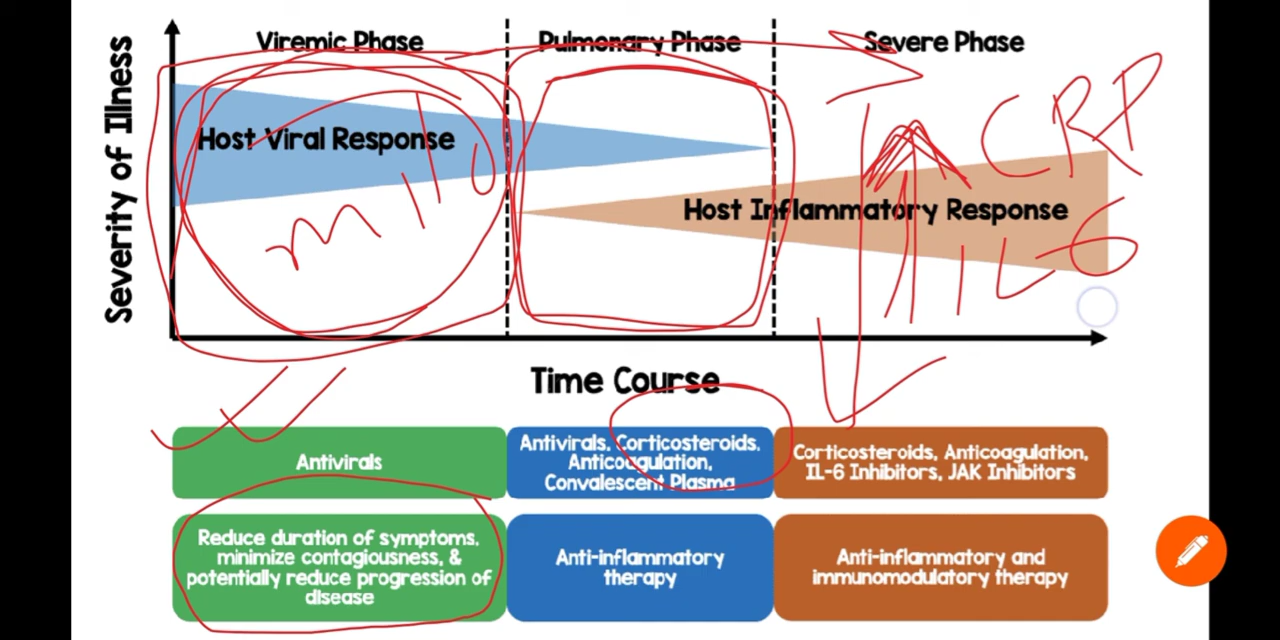 Viremic Phase
Pulmonary Phase
Severe Phase
Severity of Illness
Host Viral Response
Host Inflammatory Response
CRP
IL-6
Time Course
Antivirals
Antivirals, Corticosteroids,
Anticoagulation,
Convalescent Plasma
Corticosteroids, Anticoagulation,
IL-6 Inhibitors, JAK Inhibitors
Reduce duration of symptoms,
minimize contagiousness, &
potentially reduce progression of
disease
Anti-inflammatory
therapy
Anti-inflammatory and
immunomodulatory therapy